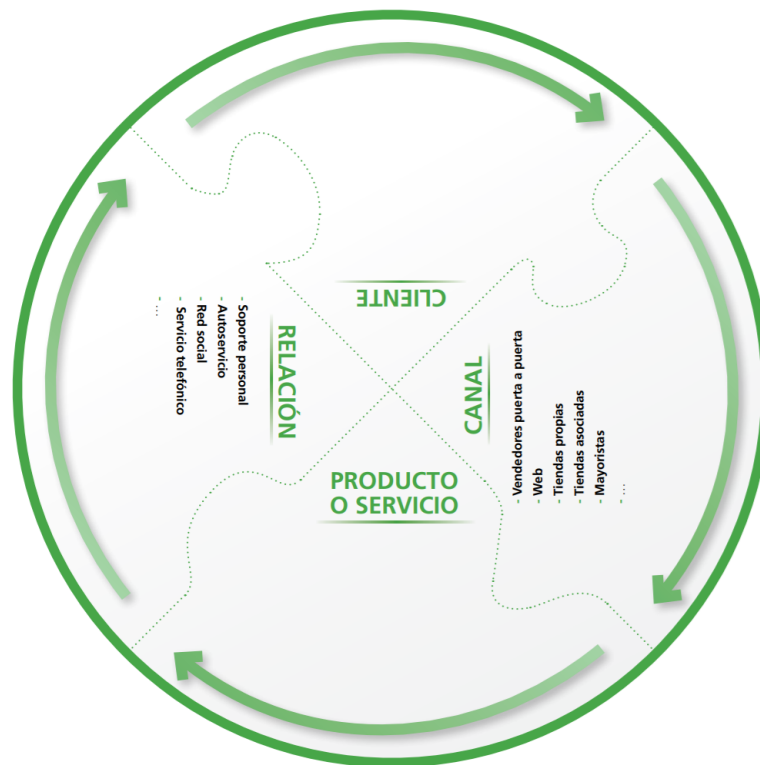 CLIENTE
RELACIÓN
- Soporte personal
- Autoservicio
- Red social
- Servicio telefónico
- ...
CANAL
- Vendedores puerta a puerta
- Web
- Tiendas propias
- Tiendas asociadas
- Mayoristas
- ...
PRODUCTO
O SERVICIO